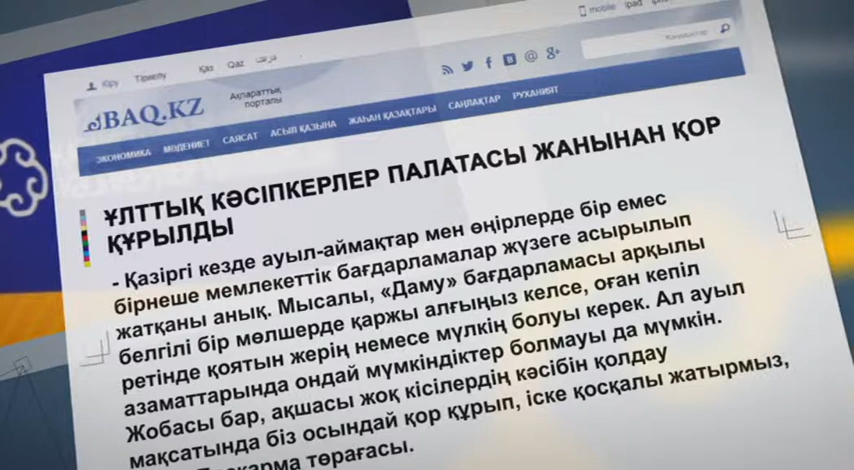 mobile ipad
Кіру Тіркелу Қаз Qaz
BAQ.KZ
Ақпараттық
порталы
ЭКОНОМИКА МӘДЕНИЕТ САЯСАТ АСЫЛ ҚАЗЫНА ЖАҺАН ҚАЗАҚТАРЫ САҢЛАҚТАР РУХАНИЯТ
ҰЛТТЫҚ КӘСІПКЕРЛЕР ПАЛАТАСЫ ЖАНЫНАН ҚОР
ҚҰРЫЛДЫ
- Қазіргі кезде ауыл-аймақтар мен өңірлерде бір емес
бірнеше мемлекеттік бағдарламалар жүзеге асырылып
жатқаны анық. Мысалы, «Даму» бағдарламасы арқылы
белгілі бір мөлшерде қаржы алғыңыз келсе, оған кепіл
ретінде қоятын жерің немесе мүлкің болуы керек. Ал ауыл
азаматтарында ондай мүмкіндіктер болмауы да мүмкін.
Жобасы бар, ақшасы жоқ кісілердің кәсібін қолдау
мақсатында біз осындай қор құрып, іске қосқалы жатырмыз,
төрағасы.